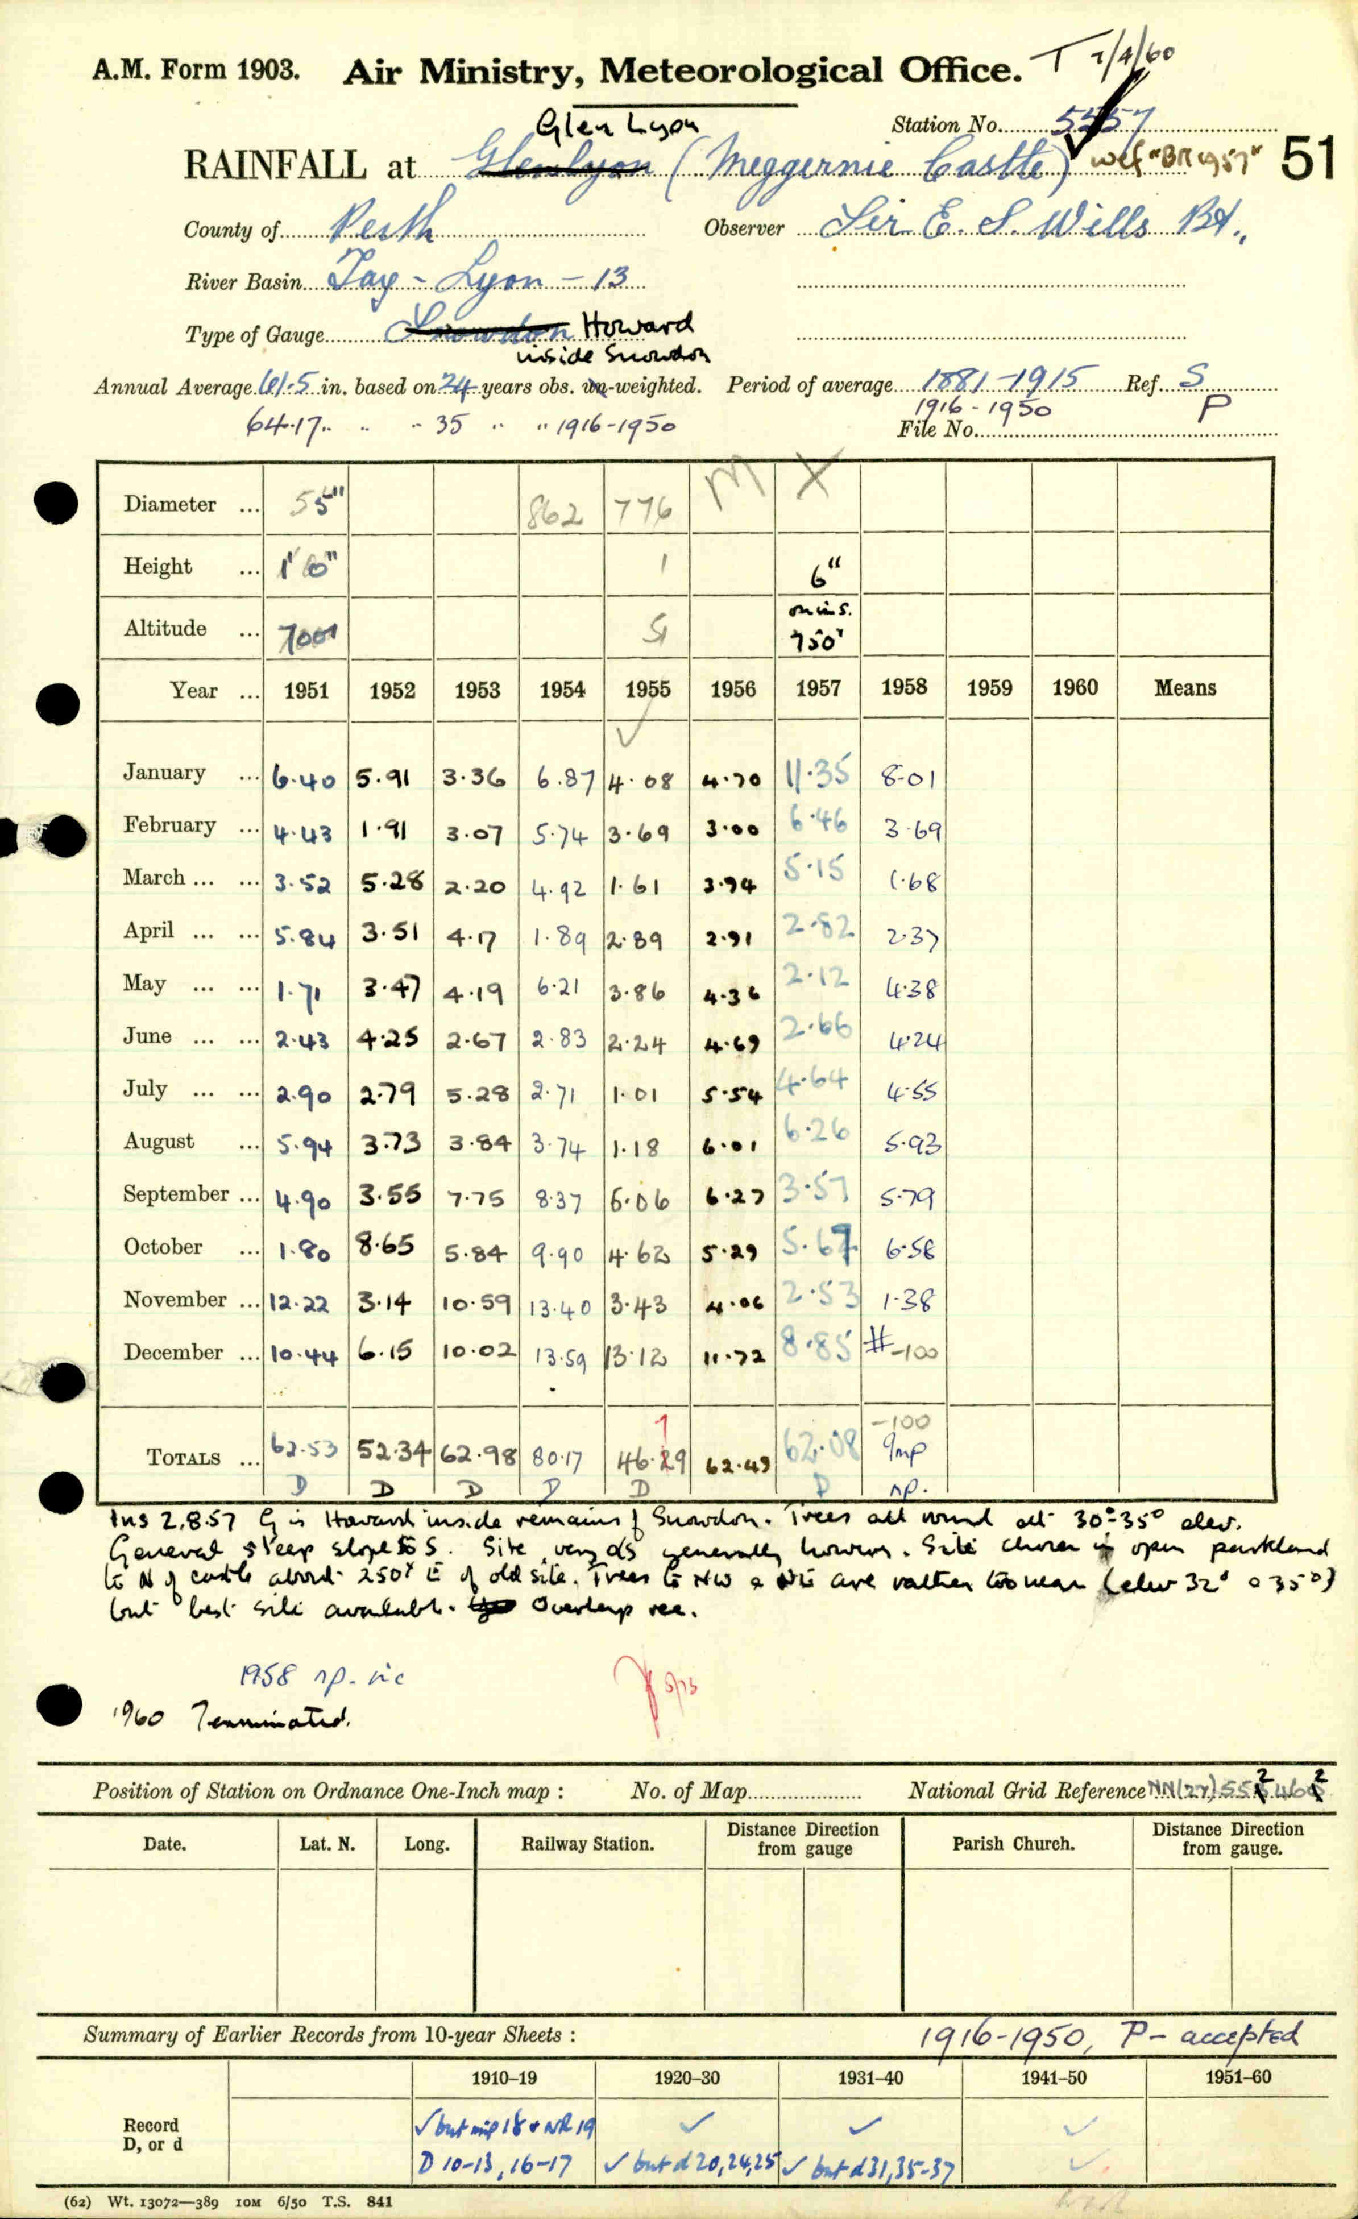 A.M. Form 1903. Air Ministry, Meteorological Office. T 7/4/60
Glen Lyon
Station No. 5557
RAINFALL at Glenlyon (Meggernie Castle) wef "BR 1957" 51
County of Perth Observer Sir E. S. Wills Bt.,
River Basin Tay - Lyon - 13
Type of Gauge Snowdon Howard
inside Snowdon
Annual Average 61.5 in. based on 24 years obs. un-weighted. Period of average 1881-1915 Ref. S
64.17 " " " 35 " " 1916-1950 1916-1950 P
File No.
M X
Diameter ... 5" 862 776
Height ... 1' 0" 1 6"
Altitude ... 700' 5 on ins. 750'
Year ... 1951 1952 1953 1954 1955 1956 1957 1958 1959 1960 Means
January ... 6.40 5.91 3.36 6.87 4.08 4.70 11.35 8.01
February ... 4.43 1.91 3.07 5.74 3.69 3.00 6.46 3.69
March ... ... 3.52 5.28 2.20 4.92 1.61 3.94 5.15 1.68
April ... ... 5.84 3.51 4.17 1.89 2.39 2.91 2.82 2.37
May ... ... 1.71 3.47 4.19 6.21 3.86 4.36 2.12 4.38
June ... ... 2.43 4.25 2.67 2.83 2.24 4.69 2.66 4.24
July ... ... 2.90 2.79 5.28 2.71 1.01 5.54 4.64 4.55
August ... 5.94 3.73 3.84 3.74 1.18 6.01 6.26 5.93
September ... 4.90 3.55 7.75 8.37 5.06 6.27 3.57 5.79
October ... 1.80 8.65 5.84 9.90 4.62 5.29 5.67 6.58
November ... 12.22 3.14 10.59 13.40 3.43 4.06 2.53 1.38
December ... 10.44 6.15 10.02 13.59 13.12 11.72 8.85 # -100
-100
TOTALS ... 62.53 52.34 62.98 80.17 46.29 62.49 62.08
D D D D D D np.
Ins 2.8.57 G is Howard inside remains of Snowdon. Trees all round at 30°-35° elev.
General steep slope to S. Site generally however. Site chosen in open parkland
to N of castle about 250' E of old site. Trees to NW & NE are rather too near (elev 32° & 35°)
but best site available. Overlap rec.
1958 np. inc
1960 Terminated.
Position of Station on Ordnance One-Inch map : No. of Map National Grid Reference NN(27) 552 462
Date. Lat. N. Long. Railway Station. Distance from Direction gauge Parish Church. Distance from Direction gauge.
Summary of Earlier Records from 10-year Sheets : 1916-1950, P - accepted
1910-19 1920-30 1931-40 1941-50 1951-60
Record D, or d
✓ but mp 18 + NR 19 ✓ ✓ ✓
D 10-13, 16-17 ✓ but d 20, 24, 25 ✓ but d 31, 35-37 ✓
(62) Wt. 13072—389 10M 6/50 T.S. 841